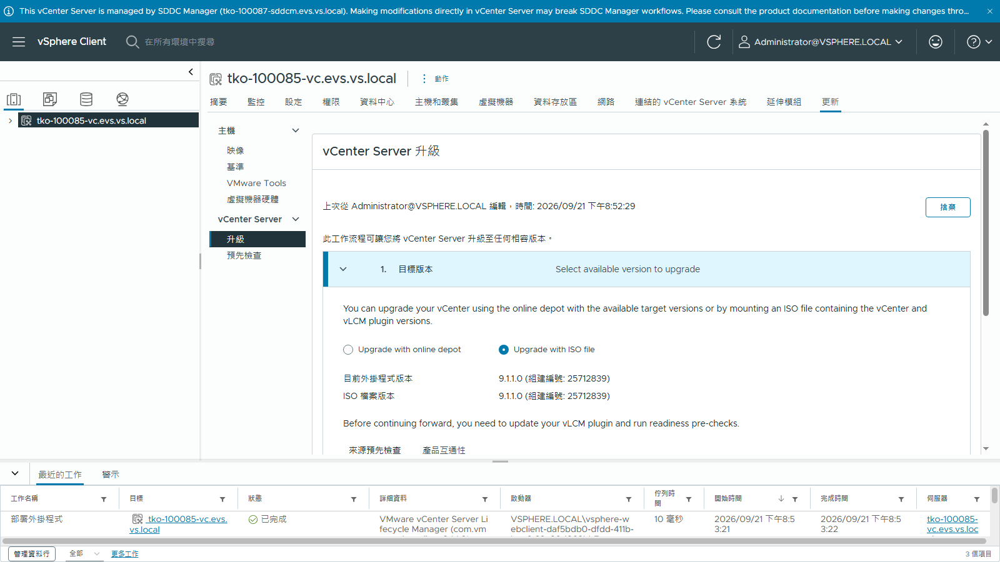 This vCenter Server is managed by SDDC Manager (tko-100087-sddcm.evs.vs.local). Making modifications directly in vCenter Server may break SDDC Manager workflows. Please consult the product documentation before making changes thro...
vSphere Client
在所有環境中搜尋
Administrator@VSPHERE.LOCAL
tko-100085-vc.evs.vs.local
動作
摘要
監控
設定
權限
資料中心
主機和叢集
虛擬機器
資料存放區
網路
連結的 vCenter Server 系統
延伸模組
更新
tko-100085-vc.evs.vs.local
主機
映像
基準
VMware Tools
虛擬機器硬體
vCenter Server
升級
預先檢查
vCenter Server 升級
上次從 Administrator@VSPHERE.LOCAL 編輯，時間: 2026/09/21 下午8:52:29
捨棄
此工作流程可讓您將 vCenter Server 升級至任何相容版本。
1. 目標版本
Select available version to upgrade
You can upgrade your vCenter using the online depot with the available target versions or by mounting an ISO file containing the vCenter and
vLCM plugin versions.
Upgrade with online depot
Upgrade with ISO file
目前外掛程式版本
9.1.1.0 (組建編號: 25712839)
ISO 檔案版本
9.1.1.0 (組建編號: 25712839)
Before continuing forward, you need to update your vLCM plugin and run readiness pre-checks.
來源預先檢查
產品互通性
最近的工作
警示
工作名稱
目標
狀態
詳細資料
啟動器
佇列時
間
開始時間
完成時間
伺服器
部署外掛程式
tko-100085-vc.evs.
vs.local
已完成
VMware vCenter Server Li
fecycle Manager (com.vm
VSPHERE.LOCAL\vsphere-w
ebclient-daf5bdb0-dfdd-411b-
10 毫秒
2026/09/21 下午8:5
3:21
2026/09/21 下午8:5
3:22
tko-100085-
vc.evs.vs.loc
管理資料行
全部
更多工作
3 個項目